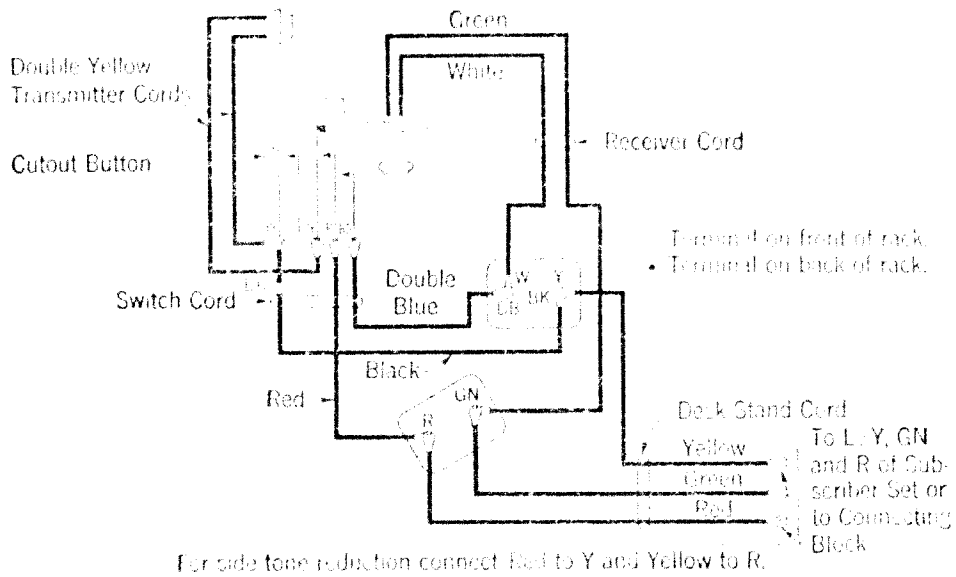 Green
White
Double Yellow
Transmitter Cords
Cutout Button
Receiver Cord
Terminal on front of rack.
Terminal on back of rack.
Switch Cord
Double
Blue
W Y
BK
Black
Red
GN
R
Deck Stand Cord
Yellow
Green
Red
To L, Y, GN
and R of Sub-
scriber Set or
to Connecting
Block
For side tone reduction connect Red to Y and Yellow to R.